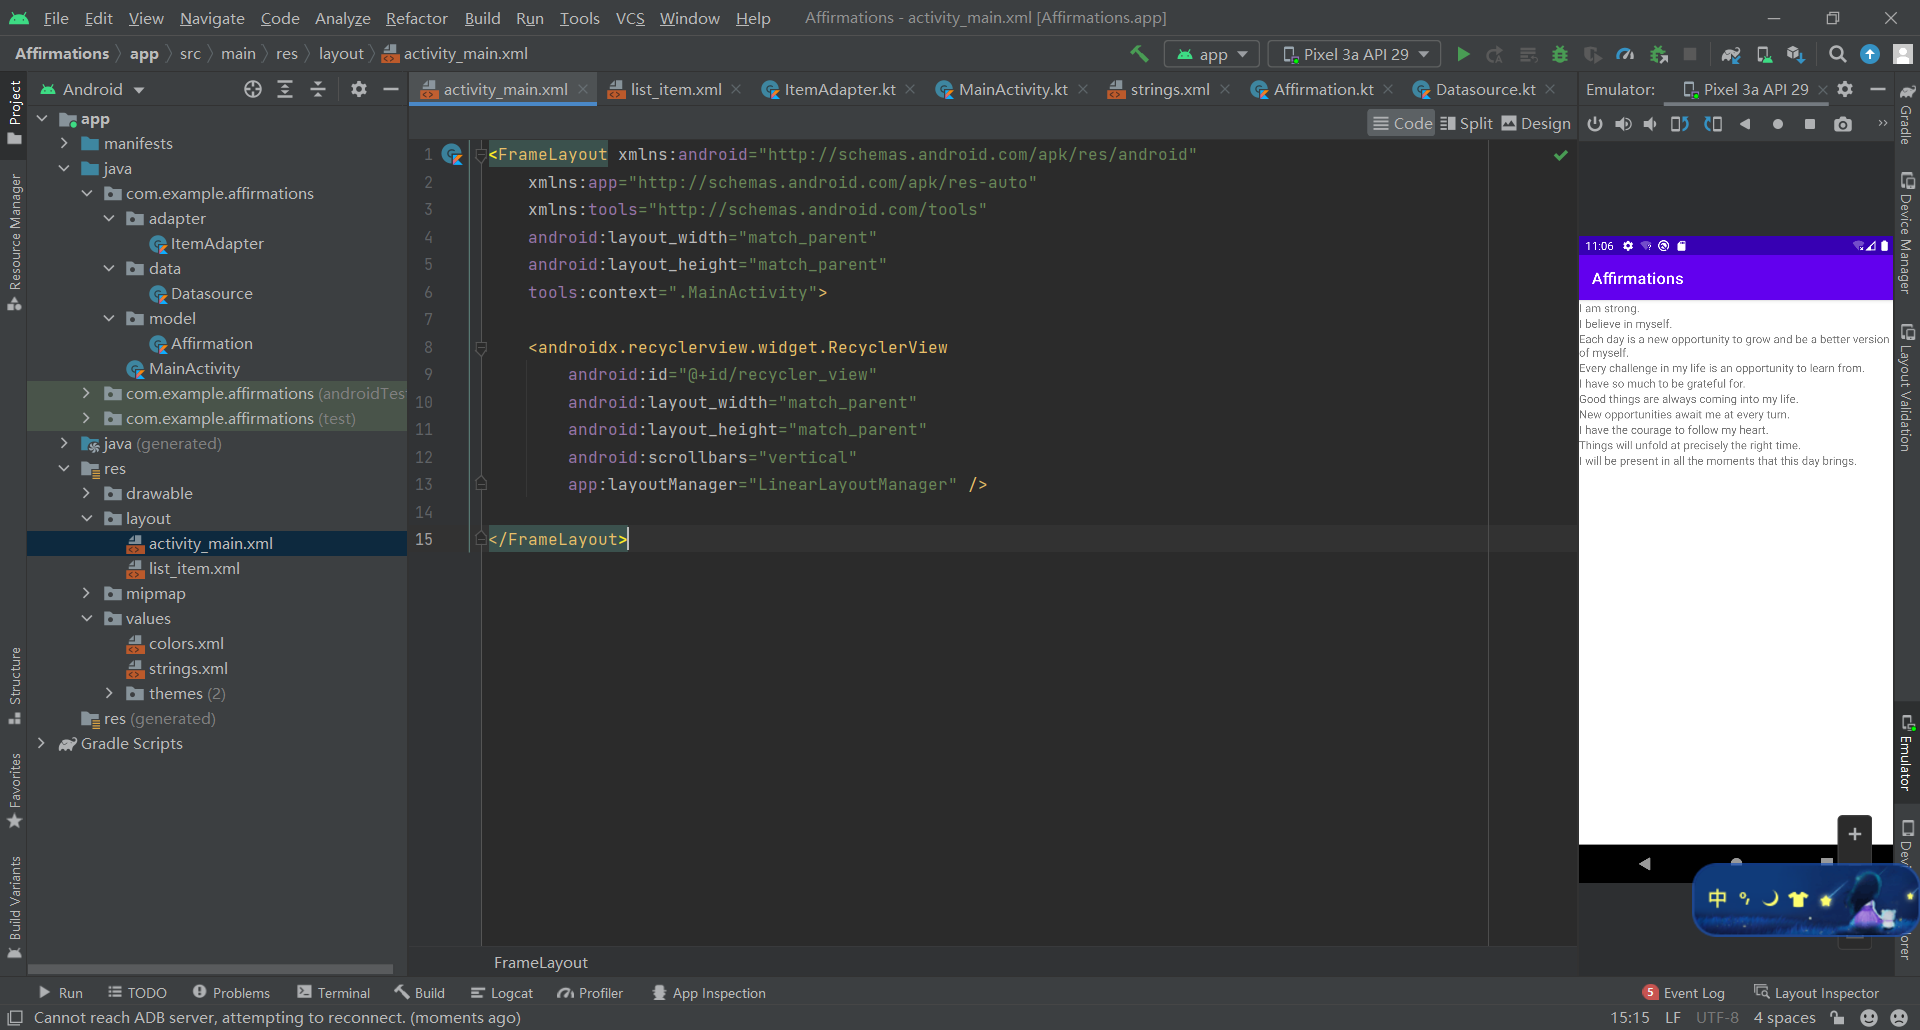 File Edit View Navigate Code Analyze Refactor Build Run Tools VCS Window Help Affirmations - activity_main.xml [Affirmations.app]
Affirmations app src main res layout activity_main.xml app Pixel 3a API 29
Project
Resource Manager
Structure
Favorites
Build Variants
Android
app
manifests
java
com.example.affirmations
adapter
ItemAdapter
data
Datasource
model
Affirmation
MainActivity
com.example.affirmations (androidTes
com.example.affirmations (test)
java (generated)
res
drawable
layout
activity_main.xml
list_item.xml
mipmap
values
colors.xml
strings.xml
themes (2)
res (generated)
Gradle Scripts
activity_main.xml list_item.xml ItemAdapter.kt MainActivity.kt strings.xml Affirmation.kt Datasource.kt
Code Split Design
1 <FrameLayout xmlns:android="http://schemas.android.com/apk/res/android"
2 xmlns:app="http://schemas.android.com/apk/res-auto"
3 xmlns:tools="http://schemas.android.com/tools"
4 android:layout_width="match_parent"
5 android:layout_height="match_parent"
6 tools:context=".MainActivity">
7
8 <androidx.recyclerview.widget.RecyclerView
9 android:id="@+id/recycler_view"
10 android:layout_width="match_parent"
11 android:layout_height="match_parent"
12 android:scrollbars="vertical"
13 app:layoutManager="LinearLayoutManager" />
14
15 </FrameLayout>
FrameLayout
Emulator: Pixel 3a API 29
11:06
Affirmations
I am strong.
I believe in myself.
Each day is a new opportunity to grow and be a better version
of myself.
Every challenge in my life is an opportunity to learn from.
I have so much to be grateful for.
Good things are always coming into my life.
New opportunities await me at every turn.
I have the courage to follow my heart.
Things will unfold at precisely the right time.
I will be present in all the moments that this day brings.
中
Gradle
Device Manager
Layout Validation
Emulator
Run TODO Problems Terminal Build Logcat Profiler App Inspection 5 Event Log Layout Inspector
Cannot reach ADB server, attempting to reconnect. (moments ago) 15:15 LF UTF-8 4 spaces